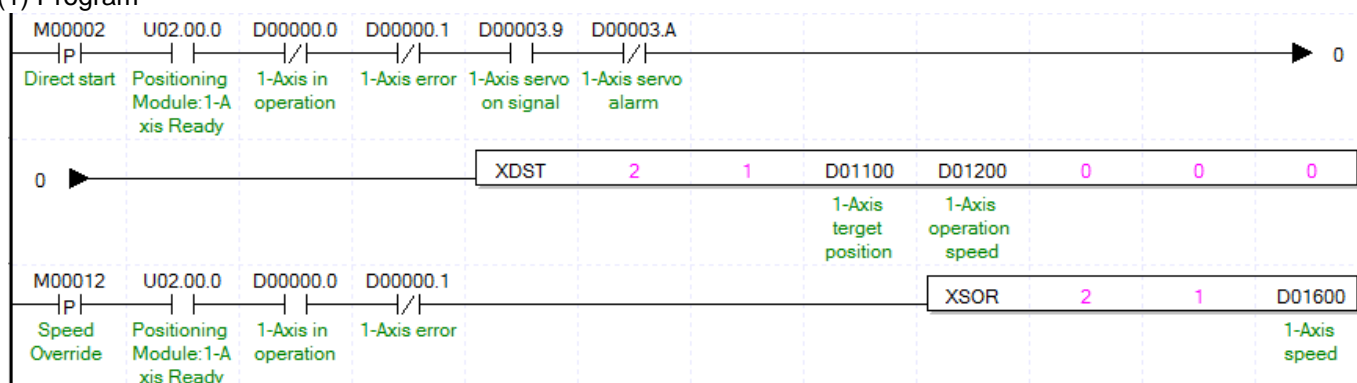 (1) Program
M00002 U02.00.0 D00000.0 D00000.1 D00003.9 D00003.A
P
0
Direct start Positioning 1-Axis in 1-Axis error 1-Axis servo 1-Axis servo
Module:1-A operation on signal alarm
xis Ready
0 XDST 2 1 D01100 D01200 0 0 0
1-Axis 1-Axis
terget operation
position speed
M00012 U02.00.0 D00000.0 D00000.1
P
XSOR 2 1 D01600
Speed Positioning 1-Axis in 1-Axis error 1-Axis
Override Module:1-A operation speed
xis Ready